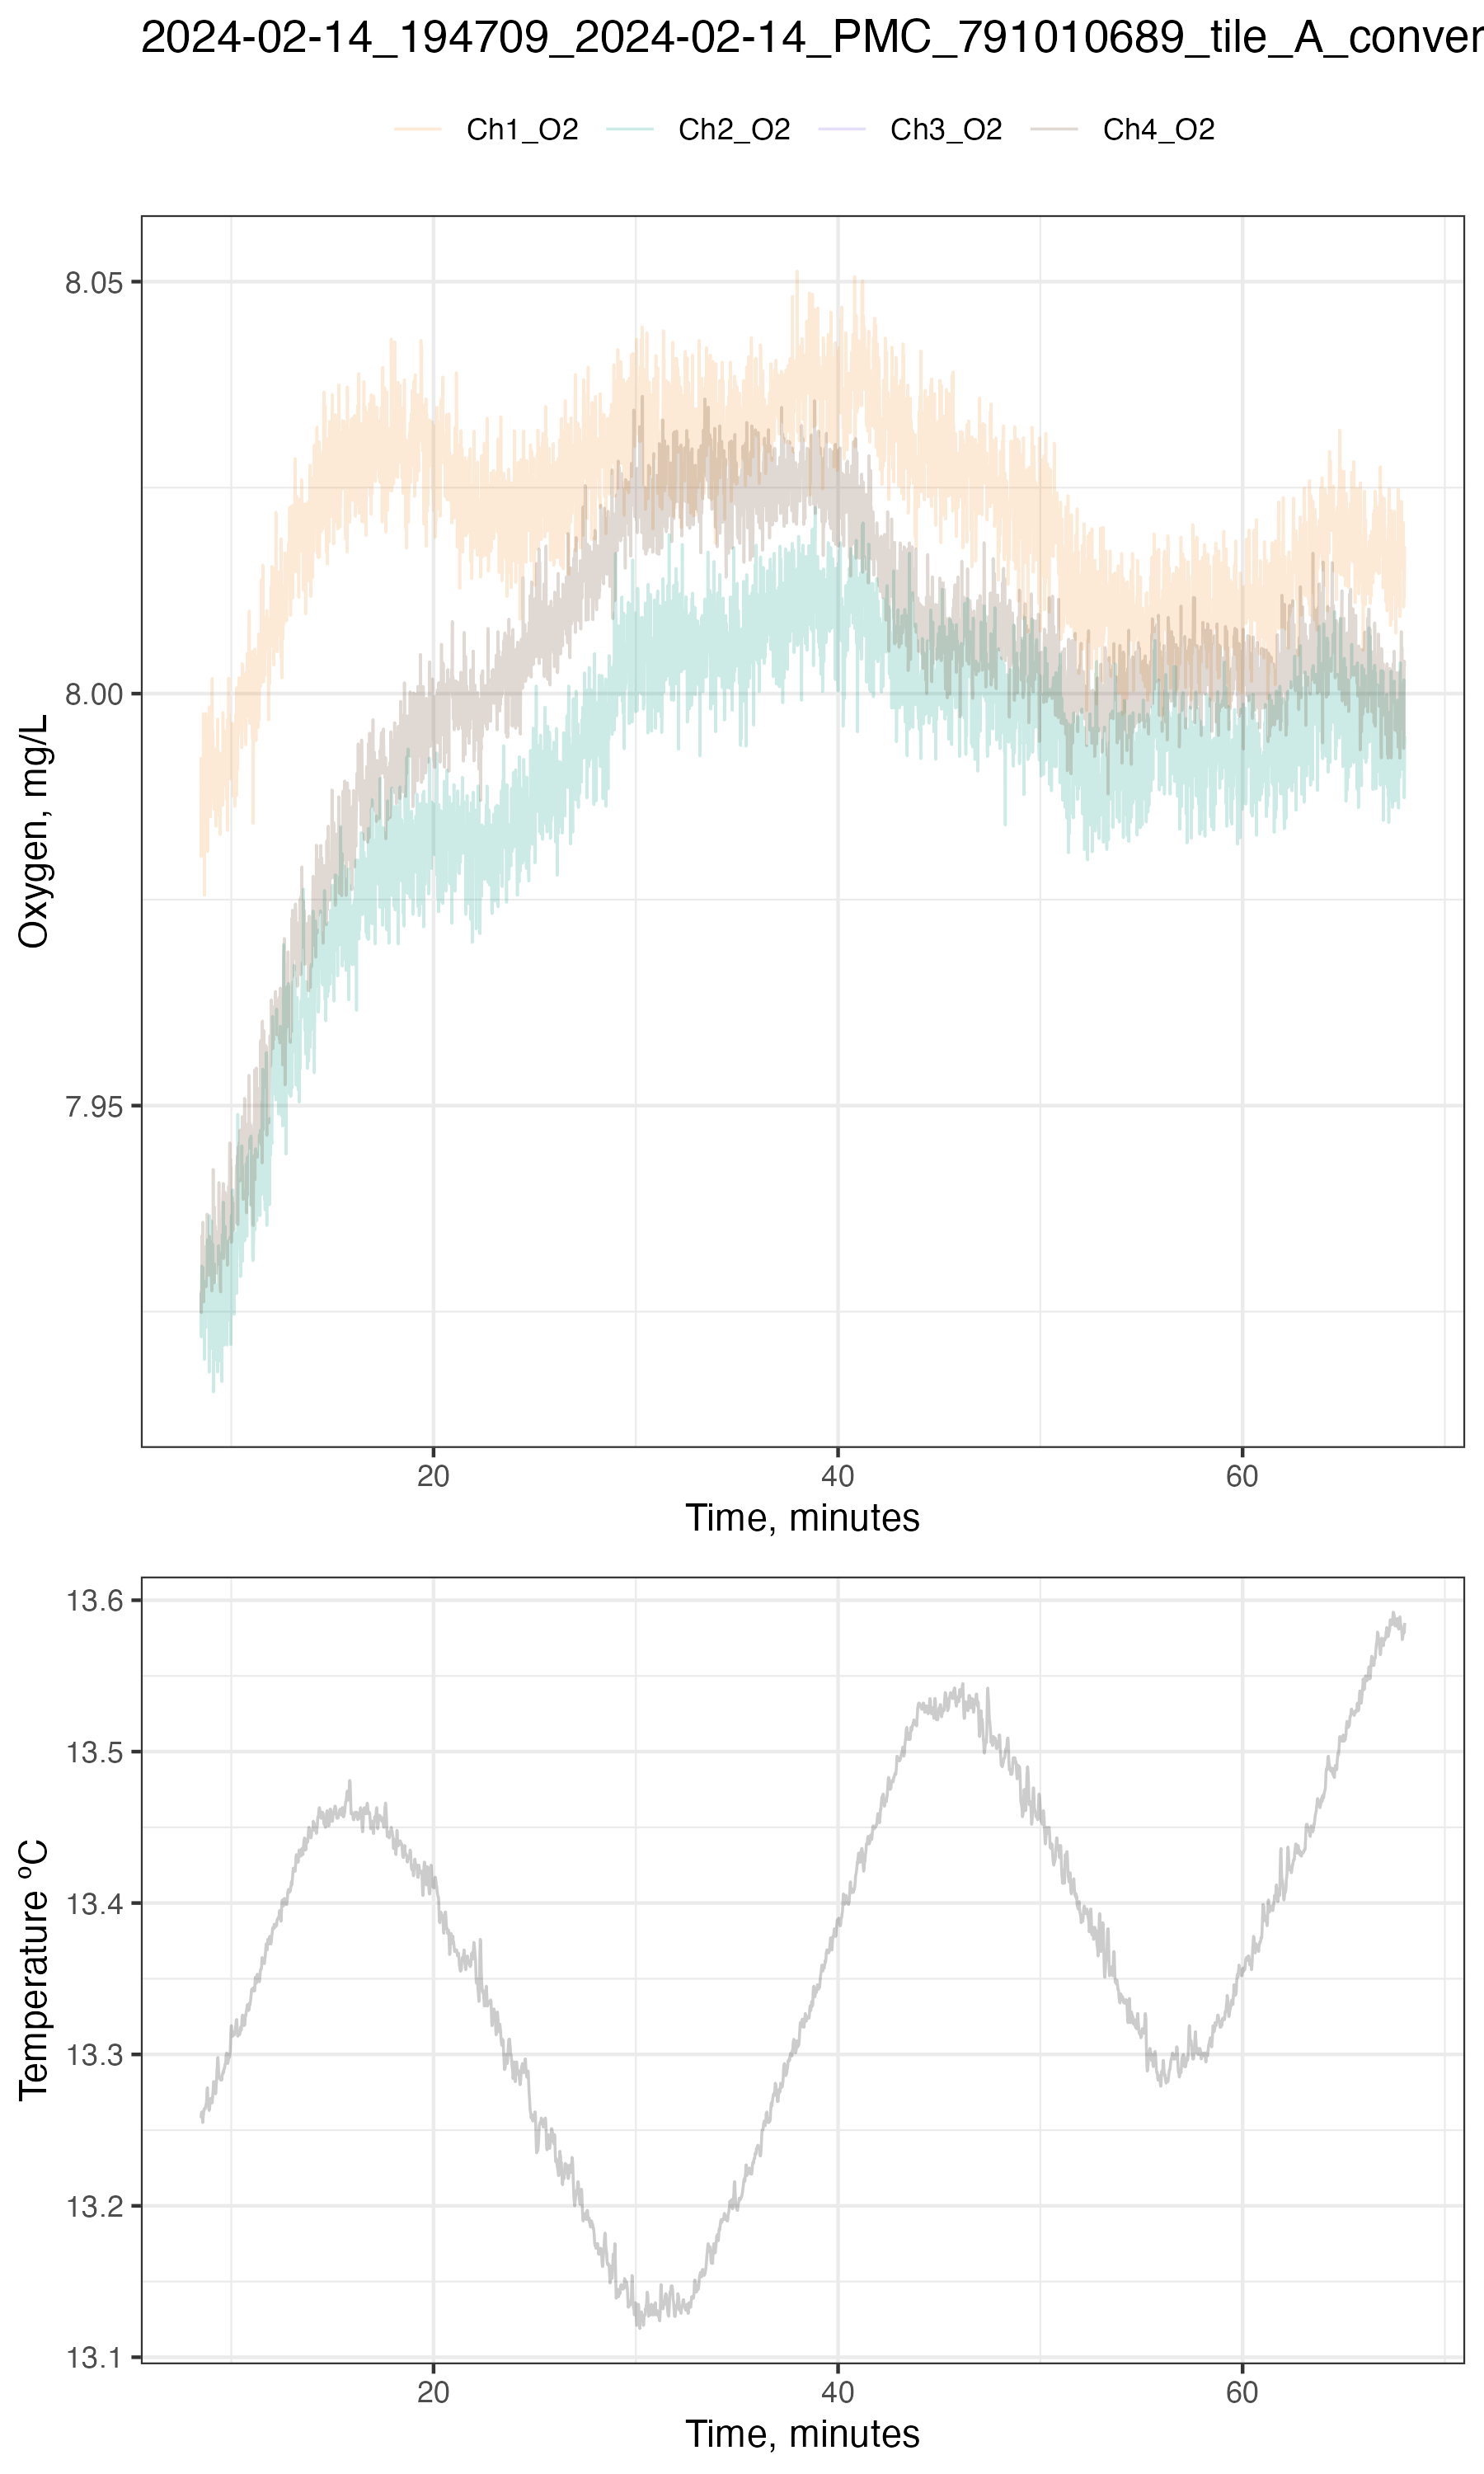 2024-02-14_194709_2024-02-14_PMC_791010689_tile_A_conver
Ch1_O2 Ch2_O2 Ch3_O2 Ch4_O2
Oxygen, mg/L
8.05
8.00
7.95
20 40 60
Time, minutes
Temperature ºC
13.6
13.5
13.4
13.3
13.2
13.1
20 40 60
Time, minutes